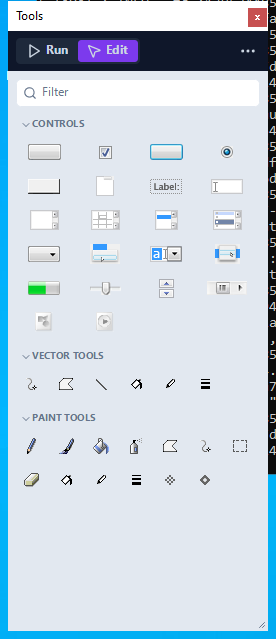 Tools
Run
Edit
Filter
CONTROLS
Label:
a
VECTOR TOOLS
PAINT TOOLS